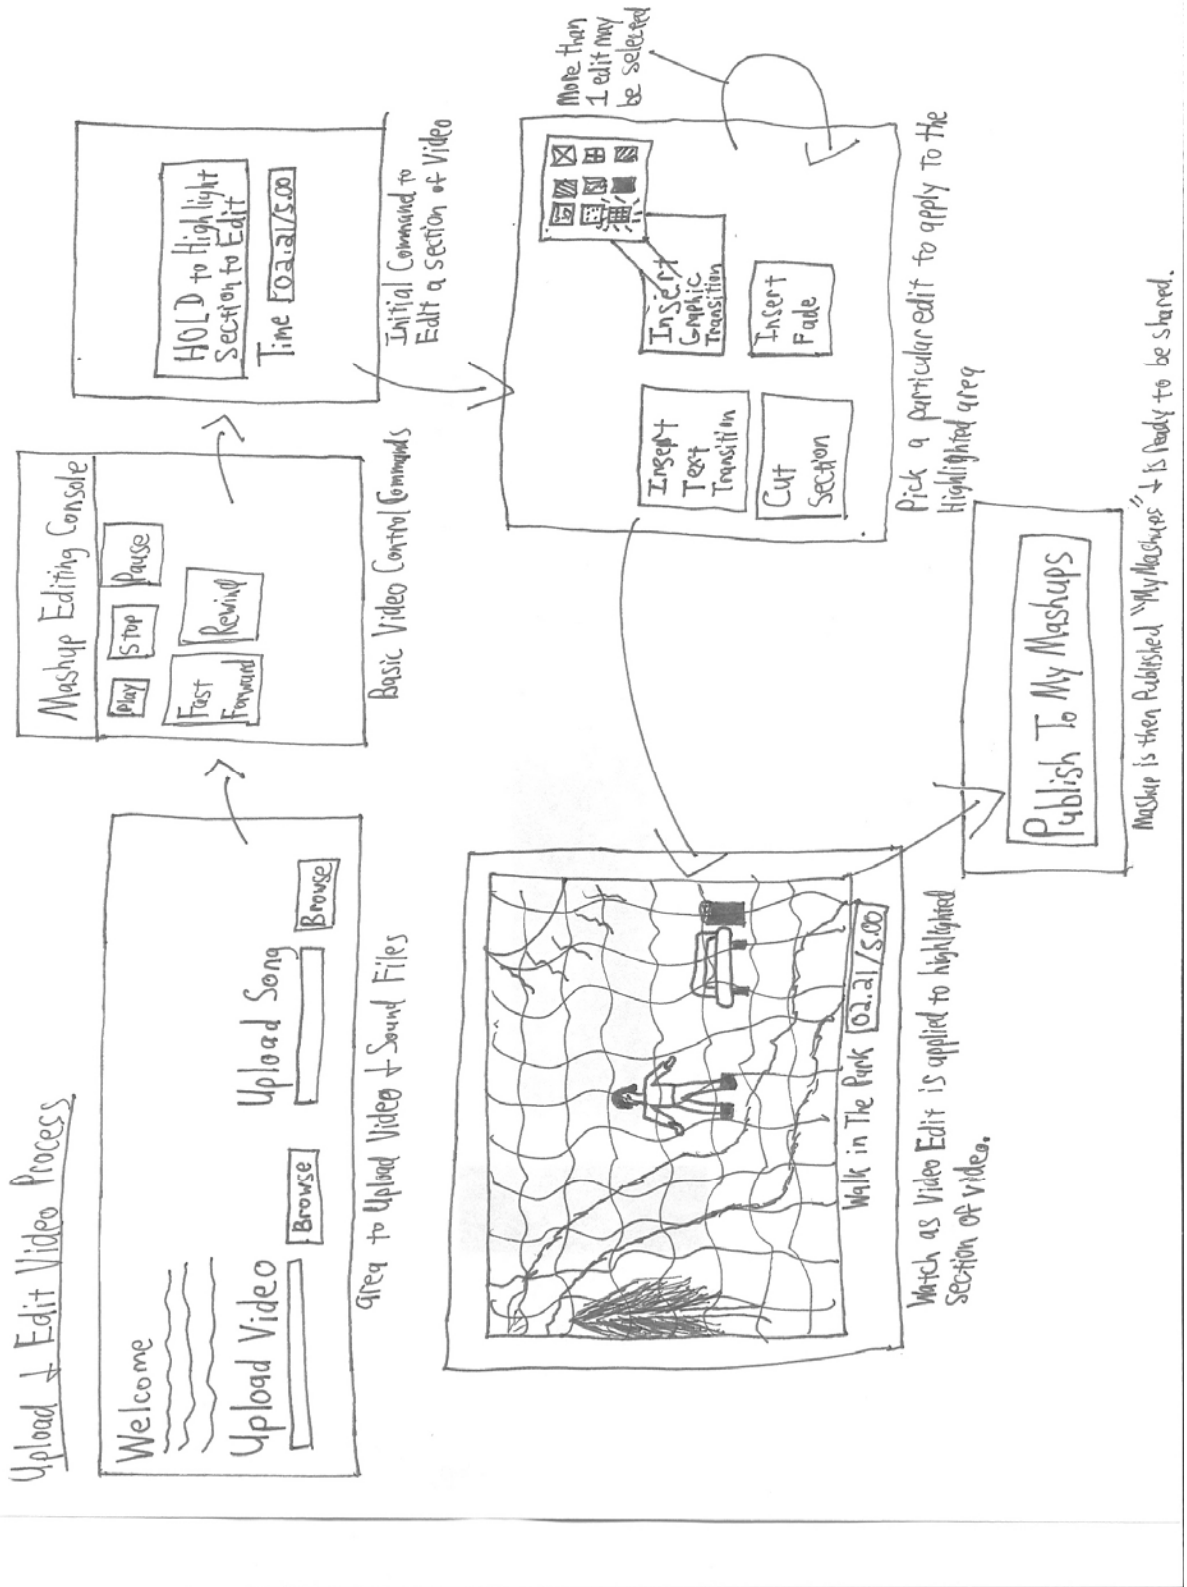 Upload + Edit Video Process
Welcome
Upload Video
Browse
Upload Song
Browse
Area to Upload Video + Sound Files
Mashup Editing Console
Play
Stop
Pause
Fast
Forward
Rewind
Basic Video Control Commands
HOLD to Highlight
Section to Edit
Time 02.21/5.00
Initial Command to
Edit a section of Video
More than
1 edit may
be selected
Insert
Text
Transition
Insert
Graphic
Transition
Cut
Section
Insert
Fade
Pick a particular edit to apply to the
Highlighted area
Walk in The Park 02.21/5.00
Watch as Video Edit is applied to highlighted
section of video.
Publish To My Mashups
Mashup is then Published "My Mashups" + is Ready to be shared.